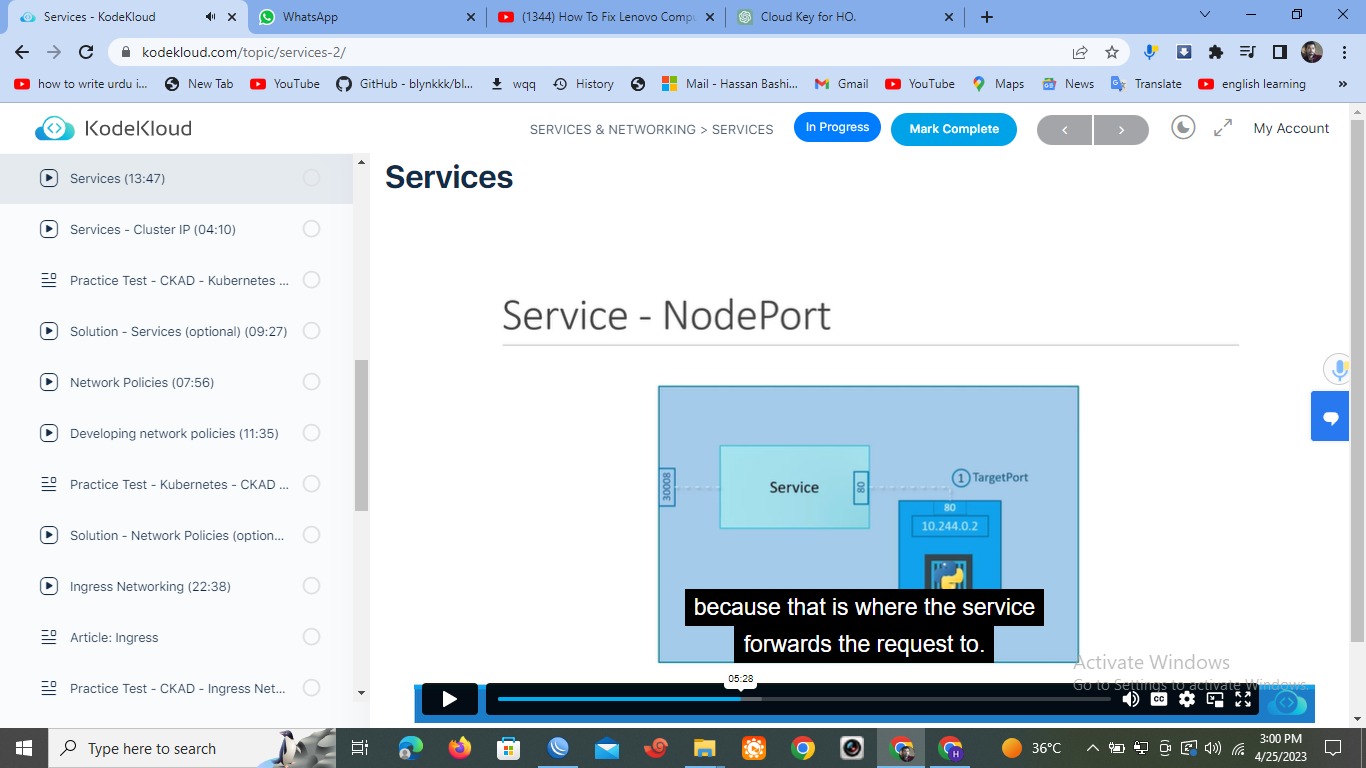 Services - KodeKloud
WhatsApp
(1344) How To Fix Lenovo Compu
Cloud Key for HO.
kodekloud.com/topic/services-2/
how to write urdu i...
New Tab
YouTube
GitHub - blynkkk/bl...
wqq
History
Mail - Hassan Bashi...
Gmail
YouTube
Maps
News
Translate
english learning
»
KodeKloud
SERVICES & NETWORKING > SERVICES
In Progress
Mark Complete
My Account
Services (13:47)
Services - Cluster IP (04:10)
Practice Test - CKAD - Kubernetes ...
Solution - Services (optional) (09:27)
Network Policies (07:56)
Developing network policies (11:35)
Practice Test - Kubernetes - CKAD ...
Solution - Network Policies (option...
Ingress Networking (22:38)
Article: Ingress
Practice Test - CKAD - Ingress Net...
Services
Service - NodePort
30008
Service
80
1 TargetPort
80
10.244.0.2
because that is where the service
forwards the request to.
Activate Windows
Go to Settings to activate Windows.
05:28
CC
Type here to search
36°C
3:00 PM
4/25/2023